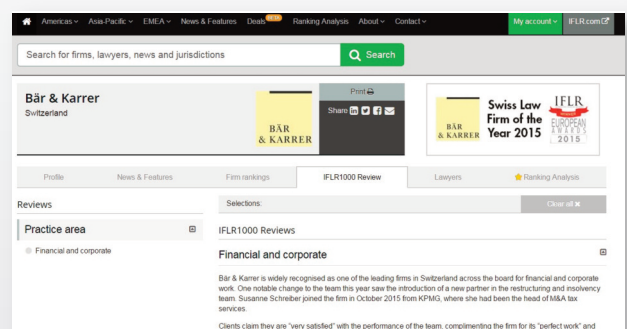 Americas Asia-Pacific EMEA News & Features Deals BETA Ranking Analysis About Contact My account IFLR.com
Search for firms, lawyers, news and jurisdictions Search
Bär & Karrer
Switzerland
BÄR
& KARRER
Print
Share
BÄR
& KARRER
Swiss Law
Firm of the
Year 2015
IFLR
EUROPEAN
AWARDS
2015
Profile News & Features Firm rankings IFLR1000 Review Lawyers Ranking Analysis
Reviews
Practice area
Financial and corporate
Selections: Clear all
IFLR1000 Reviews
Financial and corporate
Bär & Karrer is widely recognised as one of the leading firms in Switzerland across the board for financial and corporate
work. One notable change to the team this year saw the introduction of a new partner in the restructuring and insolvency
team. Susanne Schreiber joined the firm in October 2015 from KPMG, where she had been the head of M&A tax
services.
Clients claim they are "very satisfied" with the performance of the team, complimenting the firm for its "perfect work" and